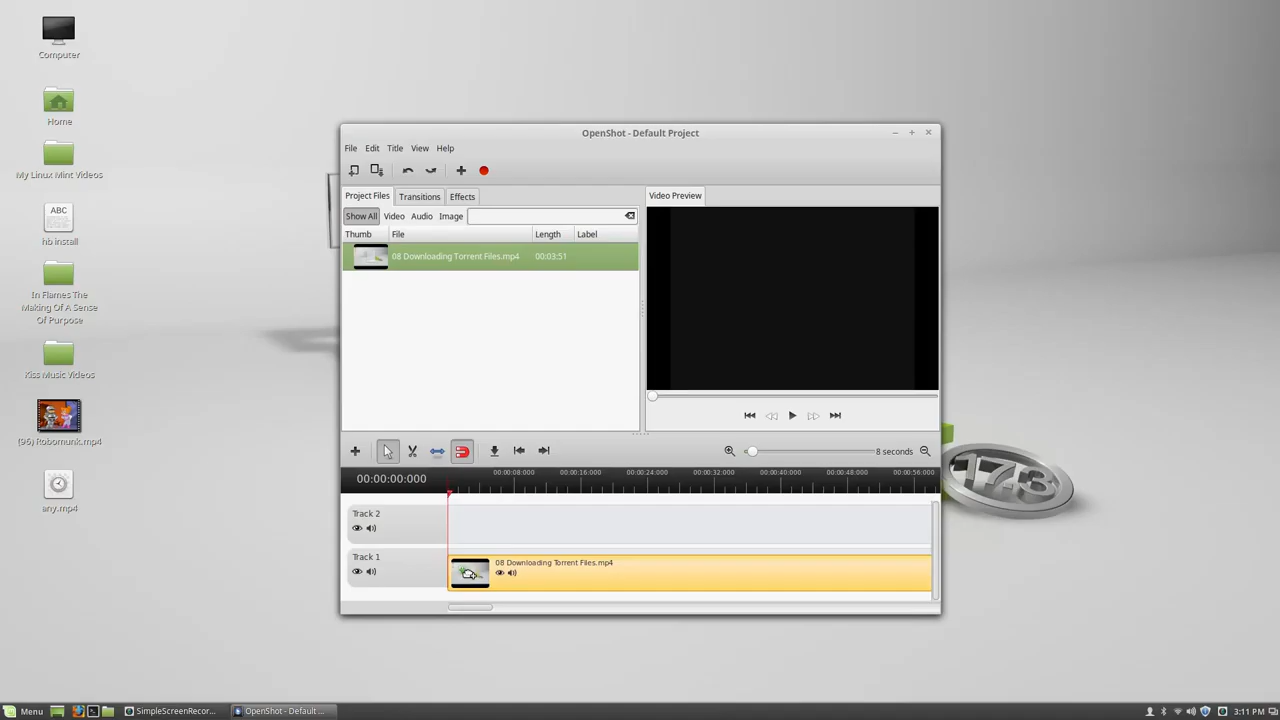 Computer
Home
My Linux Mint Videos
ABC
hb install
In Flames The
Making Of A Sense
Of Purpose
Kiss Music Videos
(96) Robomunk.mp4
any.mp4
OpenShot - Default Project
File Edit Title View Help
Project Files Transitions Effects
Show All Video Audio Image
Thumb File Length Label
08 Downloading Torrent Files.mp4 00:03:51
Video Preview
8 seconds
00:00:00:000
00:00:08:000 00:00:16:000 00:00:24:000 00:00:32:000 00:00:40:000 00:00:48:000 00:00:56:000
Track 2
Track 1
08 Downloading Torrent Files.mp4
17.3
Menu SimpleScreenRecor... OpenShot - Default ... 3:11 PM